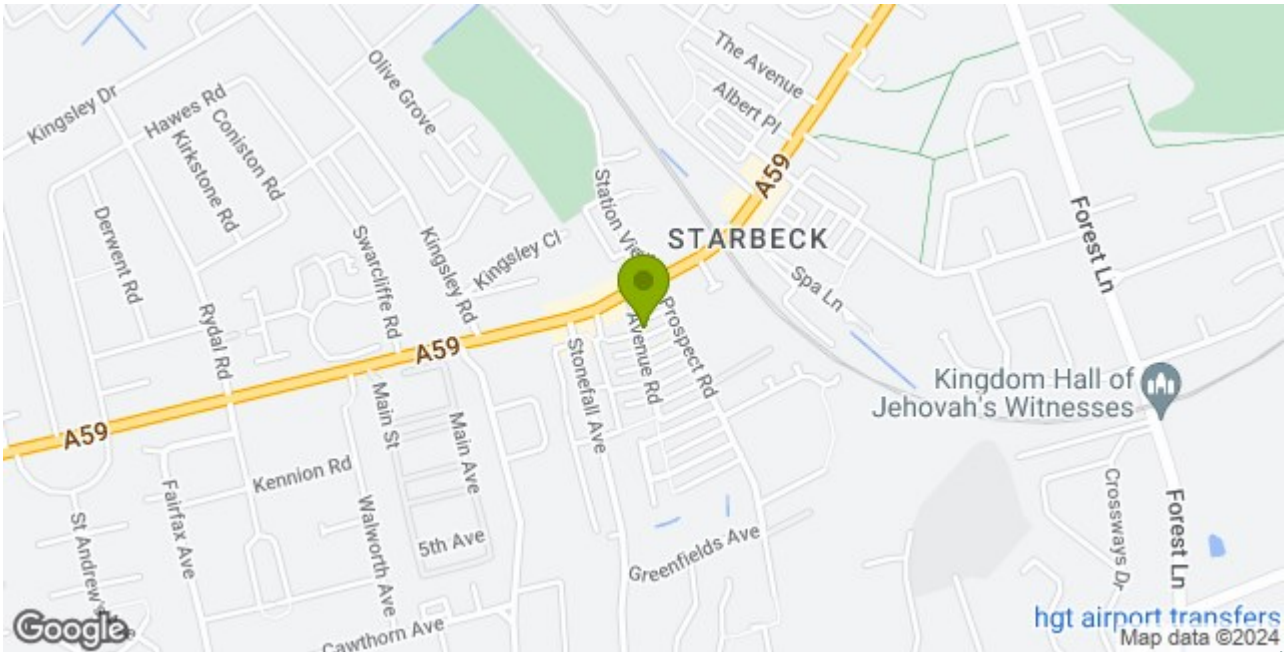 The Avenue
Olive Grove
Kingsley Dr
Hawes Rd
Albert Pl
Coniston Rd
Kirkstone Rd
A59
Station View
Derwent Rd
Swarcliffe Rd
Kingsley Rd
Kingsley Cl
STARBECK
Forest Ln
Spa Ln
Rydal Rd
A59
Prospect Rd
Avenue Rd
Stonefall Ave
Kingdom Hall of
Jehovah's Witnesses
Main St
Main Ave
A59
Kennion Rd
Fairfax Ave
Walworth Ave
St Andrew's
5th Ave
Greenfields Ave
Crossways Dr
Forest Ln
Cawthorn Ave
Google
hgt airport transfers
Map data ©2024